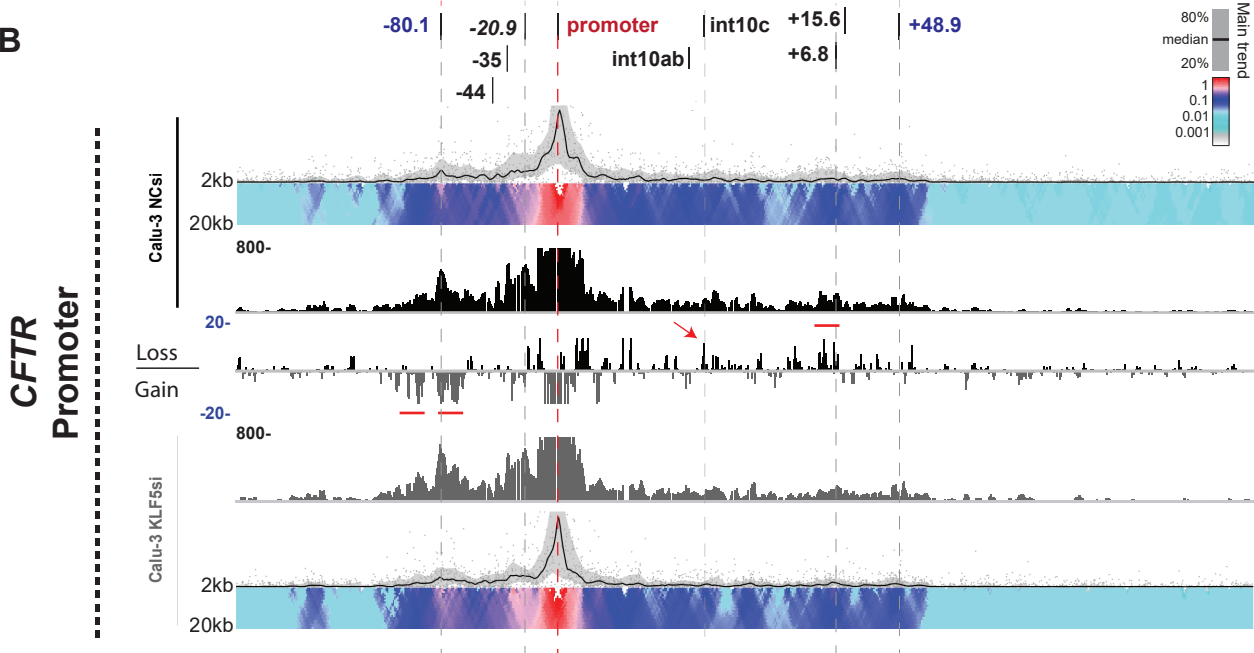 B
-80.1
-20.9
promoter
int10c
+15.6
+48.9
-35
int10ab
+6.8
-44
80%
median
20%
Main trend
1
0.1
0.01
0.001
CFTR
Promoter
Calu-3 NCsi
2kb
20kb
800-
20-
Loss
Gain
-20-
800-
Calu-3 KLF5si
2kb
20kb